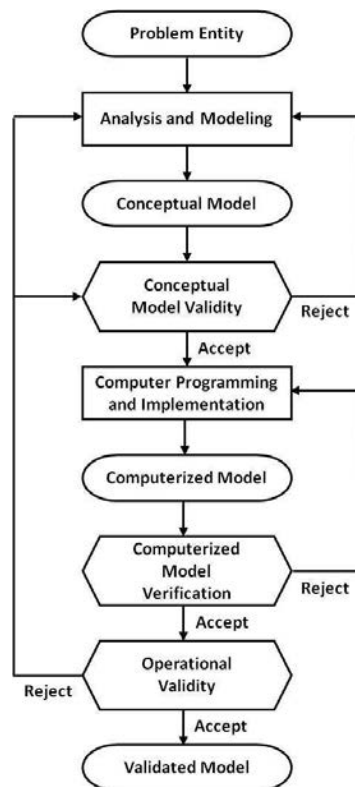 Problem Entity
Analysis and Modeling
Conceptual Model
Conceptual
Model Validity
Reject
Accept
Computer Programming
and Implementation
Computerized Model
Computerized
Model
Verification
Reject
Accept
Operational
Validity
Reject
Accept
Validated Model